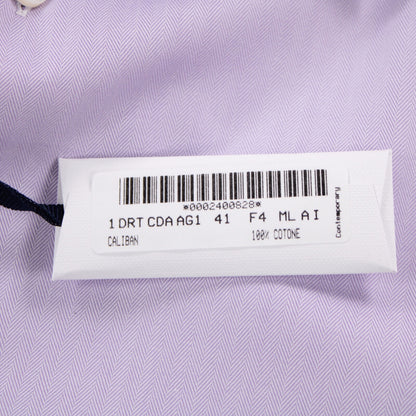 *0002400828*
1 DRT CDA AG1 41 F4 ML A I
CALIBAN 100% COTONE
Contemporary